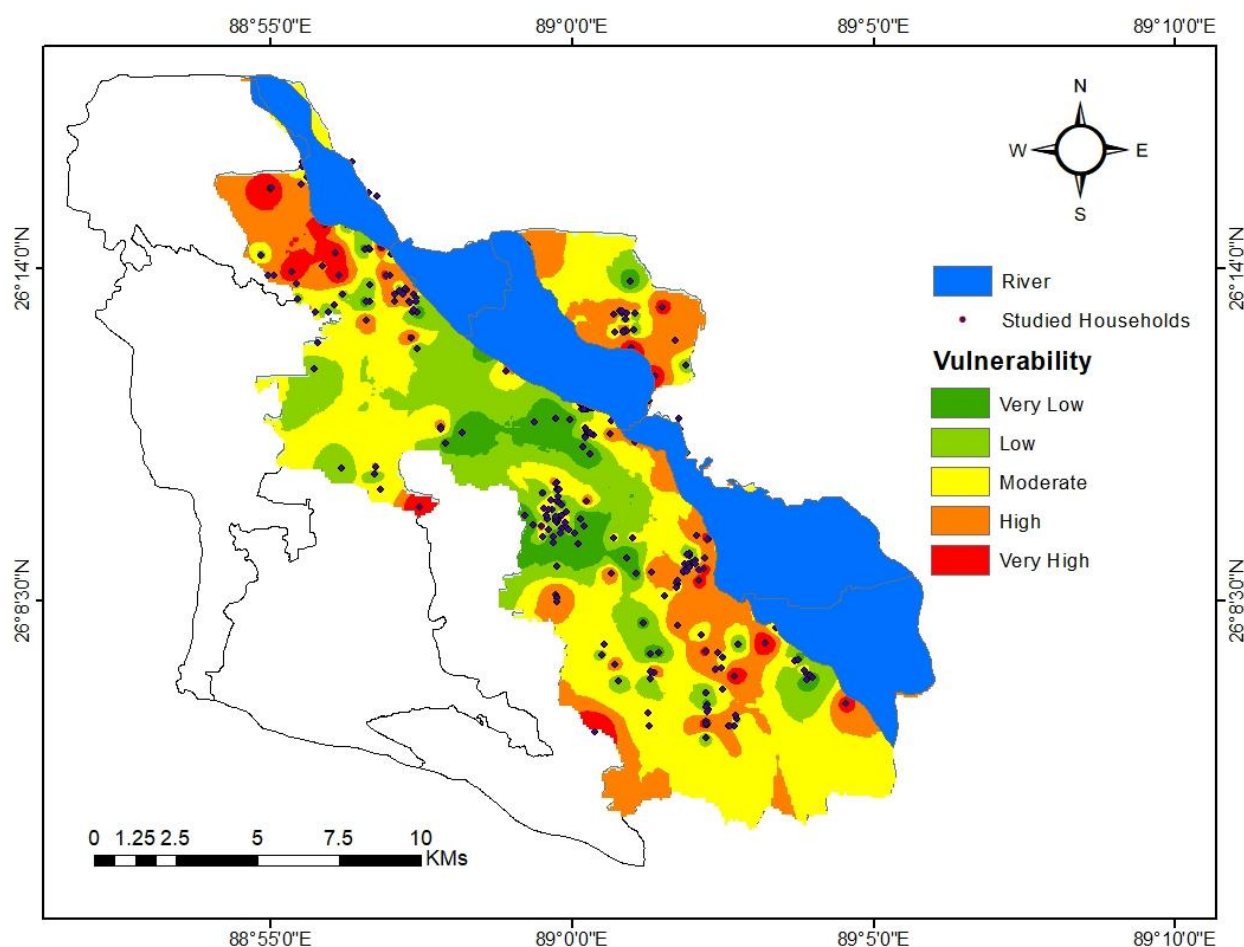 88°55'0"E 89°0'0"E 89°5'0"E 89°10'0"E
N
W E
S
26°14'0"N 26°14'0"N
River
Studied Households
Vulnerability
Very Low
Low
Moderate
High
Very High
26°8'30"N 26°8'30"N
0 1.25 2.5 5 7.5 10
KMs
88°55'0"E 89°0'0"E 89°5'0"E 89°10'0"E